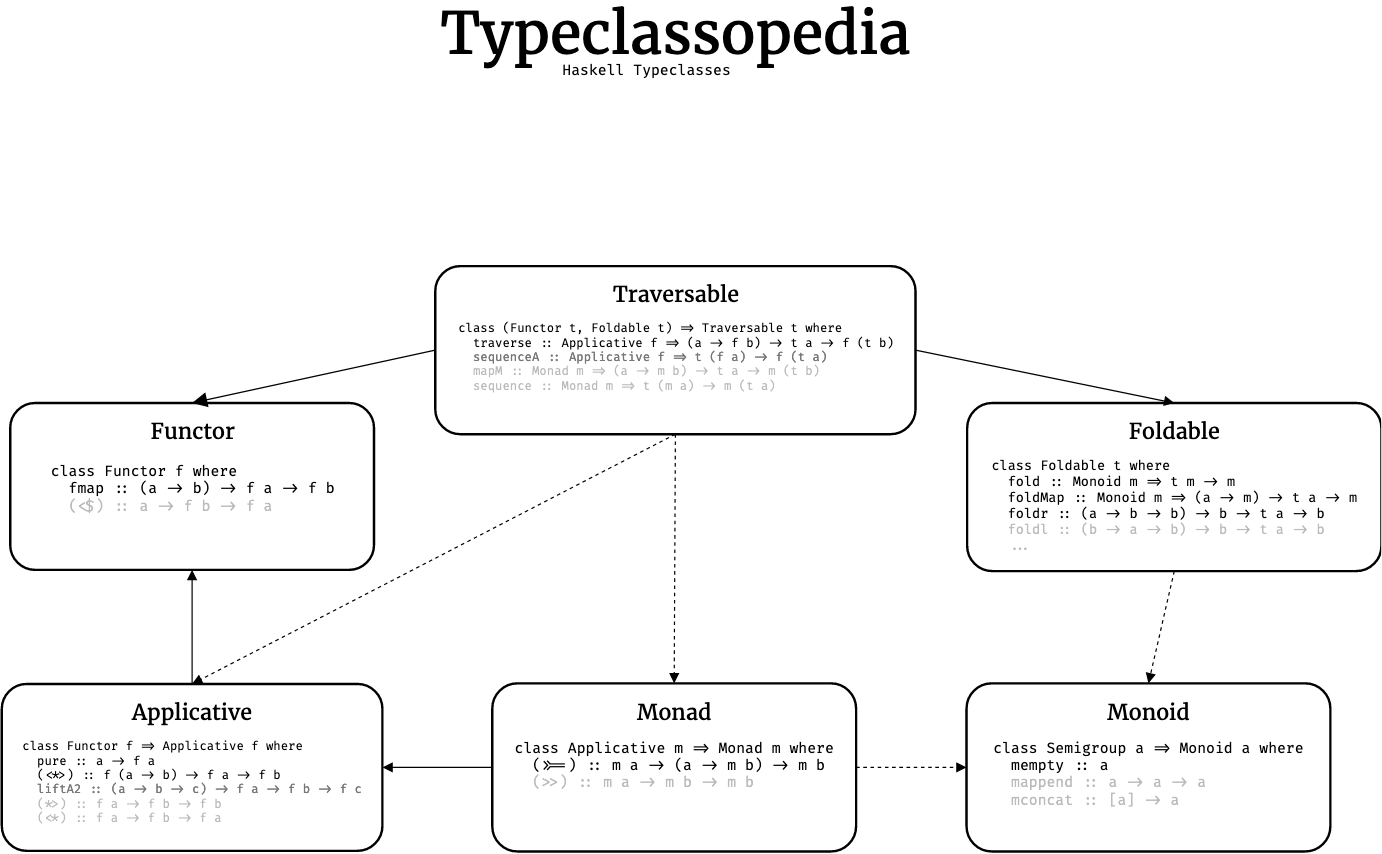 Typeclassopedia
Haskell Typeclasses
Traversable
class (Functor t, Foldable t) ⇒ Traversable t where
traverse :: Applicative f ⇒ (a → f b) → t a → f (t b)
sequenceA :: Applicative f ⇒ t (f a) → f (t a)
mapM :: Monad m ⇒ (a → m b) → t a → m (t b)
sequence :: Monad m ⇒ t (m a) → m (t a)
Functor
class Functor f where
fmap :: (a → b) → f a → f b
(<$) :: a → f b → f a
Foldable
class Foldable t where
fold :: Monoid m ⇒ t m → m
foldMap :: Monoid m ⇒ (a → m) → t a → m
foldr :: (a → b → b) → b → t a → b
foldl :: (b → a → b) → b → t a → b
...
Applicative
class Functor f ⇒ Applicative f where
pure :: a → f a
(<*>) :: f (a → b) → f a → f b
liftA2 :: (a → b → c) → f a → f b → f c
(*>) :: f a → f b → f b
(<*) :: f a → f b → f a
Monad
class Applicative m ⇒ Monad m where
(>>=) :: m a → (a → m b) → m b
(>>) :: m a → m b → m b
Monoid
class Semigroup a ⇒ Monoid a where
mempty :: a
mappend :: a → a → a
mconcat :: [a] → a